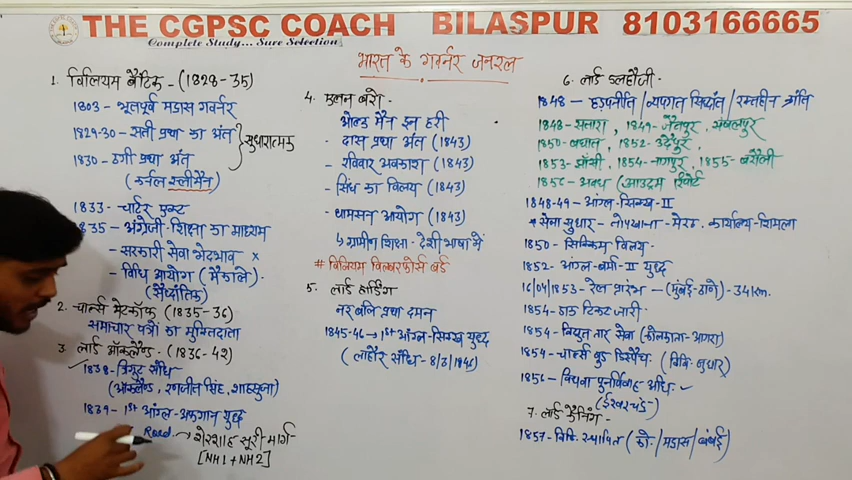 THE CGPSC COACH BILASPUR 8103166665
Complete Study... Sure Selection
भारत के गवर्नर जनरल
1. विलियम बैंटिक - (1828-35)
1803 - भूतपूर्व मद्रास गवर्नर
1829-30 - सती प्रथा का अंत
1830 - ठगी प्रथा अंत
सुधारात्मक
(कर्नल स्लीमैन)
1833 - चार्टर एक्ट
1835 - अंग्रेजी-शिक्षा का माध्यम
- सरकारी सेवा भेदभाव x
- विधि आयोग (मैकाले)
(सैद्धांतिक)
2. चार्ल्स मेटकॉफ (1835-36)
समाचार पत्रों का मुक्तिदाता
3. लार्ड ऑकलैण्ड - (1836-42)
1838 - त्रिगुट संधि
(ऑकलैण्ड, रणजीत सिंह, शाहसुजा)
1839 - 1st आंग्ल-अफगान युद्ध
Road. → शेरशाह सूरी मार्ग
[NH1 + NH2]
4. एलन बरो -
ओल्ड मैन इन हरी
- दास प्रथा अंत (1843)
- रविवार अवकाश (1843)
- सिंध का विलय (1843)
- थामसन आयोग (1843)
↳ ग्रामीण शिक्षा - देशी भाषा में
# विलियम विल्बरफोर्स बर्ड
5. लार्ड हार्डिंग
नरबलि प्रथा दमन
1845-46 → 1st आंग्ल-सिक्ख युद्ध
(लाहौर संधि - 8/3/1846)
6. लार्ड डलहौजी -
1848 - हड़पनीति / व्यपगत सिद्धांत / रक्तहीन क्रांति
1848 - सतारा, 1849 - जैतपुर, संबलपुर
1850 - बघात, 1852 - उदेपुर,
1853 - झाँसी, 1854 - नागपुर, 1855 - करौली
1856 - अवध (आउट्रम रिपोर्ट
1848-49 - आंग्ल-सिक्ख-II
* सेना सुधार - तोपखाना - मेरठ, कार्यालय - शिमला
1850 - सिक्किम विलय -
1852 - आंग्ल-बर्मा-II युद्ध
16/04/1853 - रेल प्रारंभ - (मुंबई-ठाणे) - 34km.
1854 - डाक टिकट जारी -
1854 - विद्युत तार सेवा (कोलकाता - आगरा)
1854 - चार्ल्स वुड डिस्पैच - (वि.वि. सुधार)
1856 - विधवा पुनर्विवाह अधि.
(ईश्वरचंद्र)
7. लार्ड कैनिंग -
1857 - वि.वि. स्थापित (को. / मद्रास / बंबई)